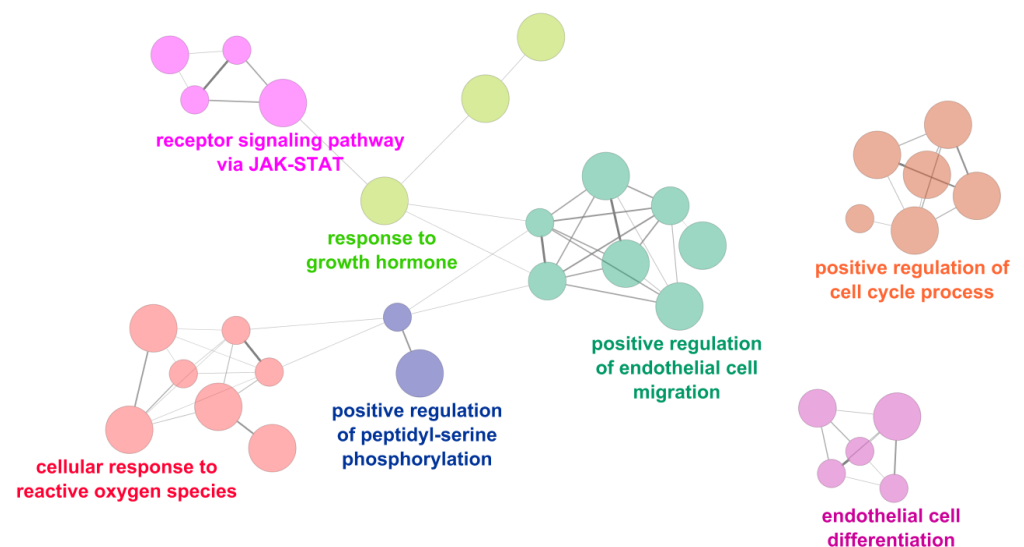 receptor signaling pathway
via JAK-STAT
response to
growth hormone
positive regulation of
cell cycle process
positive regulation
of endothelial cell
migration
positive regulation
of peptidyl-serine
phosphorylation
cellular response to
reactive oxygen species
endothelial cell
differentiation